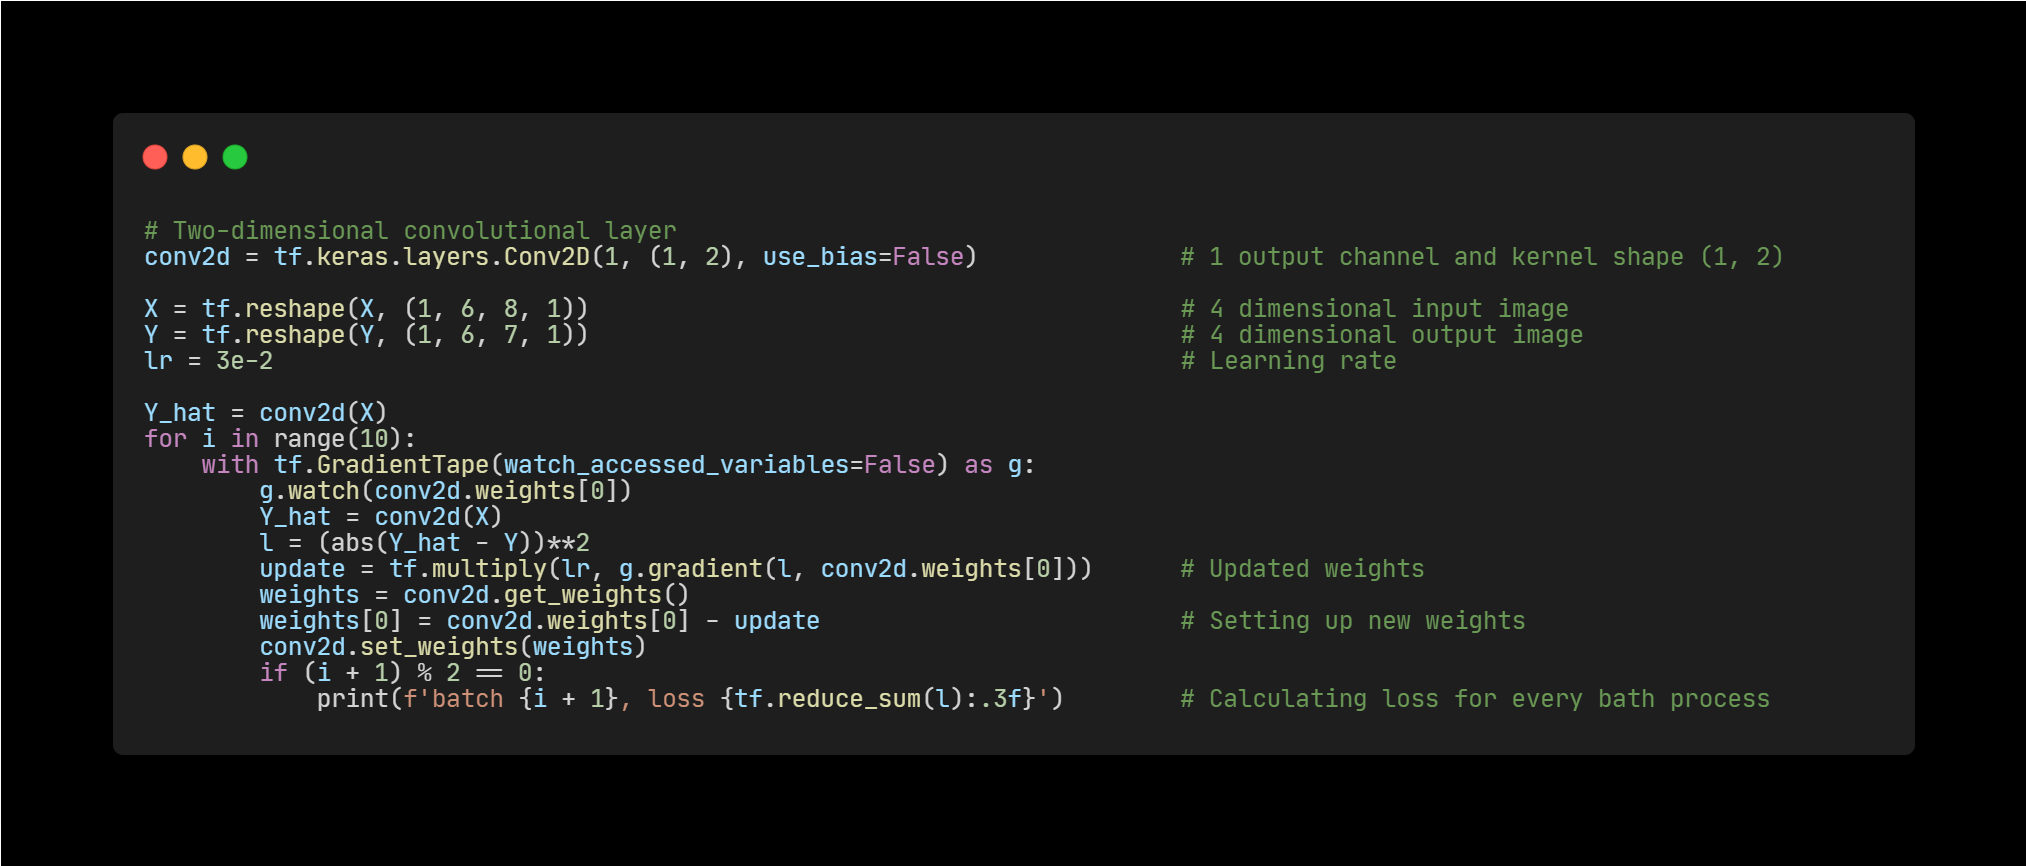 # Two-dimensional convolutional layer
conv2d = tf.keras.layers.Conv2D(1, (1, 2), use_bias=False)              # 1 output channel and kernel shape (1, 2)

X = tf.reshape(X, (1, 6, 8, 1))                                         # 4 dimensional input image
Y = tf.reshape(Y, (1, 6, 7, 1))                                         # 4 dimensional output image
lr = 3e-2                                                               # Learning rate

Y_hat = conv2d(X)
for i in range(10):
    with tf.GradientTape(watch_accessed_variables=False) as g:
        g.watch(conv2d.weights[0])
        Y_hat = conv2d(X)
        l = (abs(Y_hat - Y))**2
        update = tf.multiply(lr, g.gradient(l, conv2d.weights[0]))      # Updated weights
        weights = conv2d.get_weights()
        weights[0] = conv2d.weights[0] - update                         # Setting up new weights
        conv2d.set_weights(weights)
        if (i + 1) % 2 == 0:
            print(f'batch {i + 1}, loss {tf.reduce_sum(l):.3f}')        # Calculating loss for every bath process